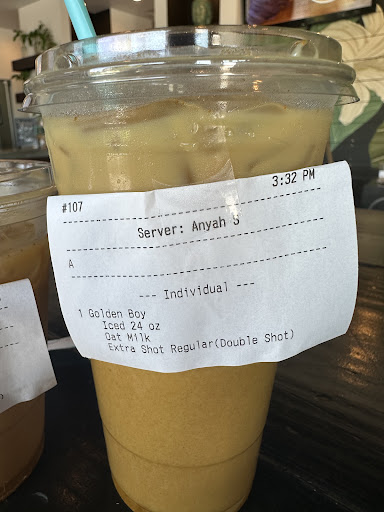 #107 3:32 PM
Server: Anyah S
A
--- Individual ---
1 Golden Boy
Iced 24 oz
Oat Milk
Extra Shot Regular(Double Shot)